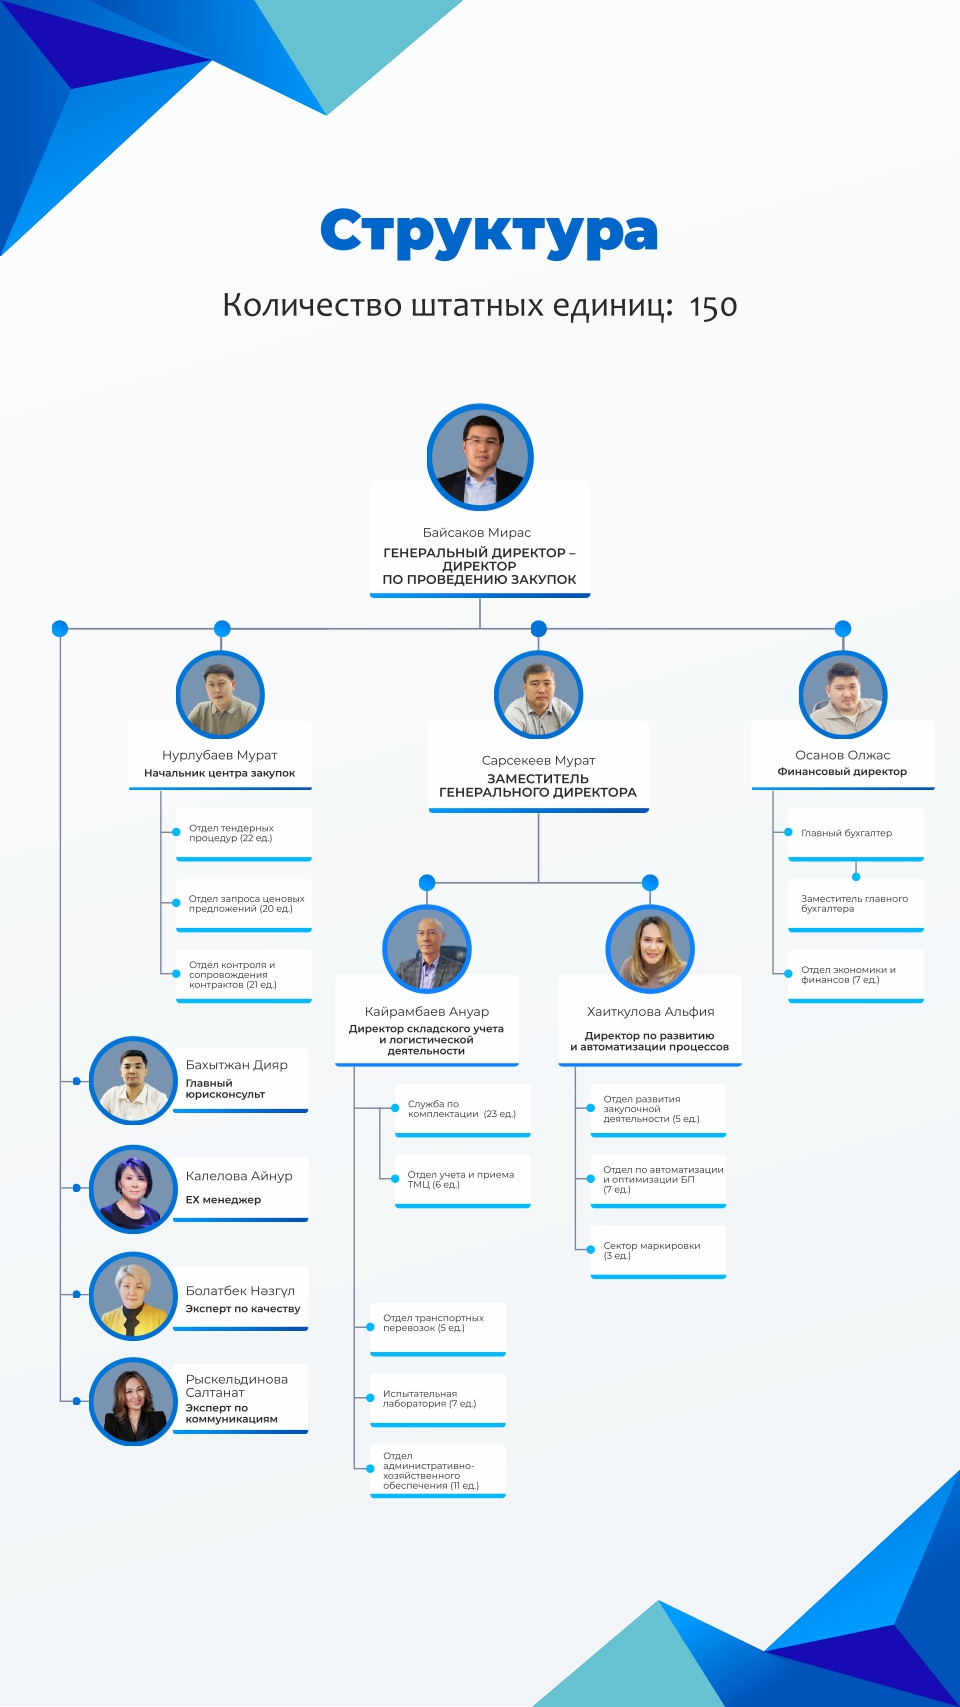 Структура
Количество штатных единиц: 150
Байсаков Мирас
ГЕНЕРАЛЬНЫЙ ДИРЕКТОР –
ДИРЕКТОР
ПО ПРОВЕДЕНИЮ ЗАКУПОК
Нурлубаев Мурат
Начальник центра закупок
Отдел тендерных
процедур (22 ед.)
Отдел запроса ценовых
предложений (20 ед.)
Отдел контроля и
сопровождения
контрактов (21 ед.)
Сарсекеев Мурат
ЗАМЕСТИТЕЛЬ
ГЕНЕРАЛЬНОГО ДИРЕКТОРА
Осанов Олжас
Финансовый директор
Главный бухгалтер
Заместитель главного
бухгалтера
Отдел экономики и
финансов (7 ед.)
Кайрамбаев Ануар
Директор складского учета
и логистической
деятельности
Служба по
комплектации (23 ед.)
Отдел учета и приема
ТМЦ (6 ед.)
Отдел транспортных
перевозок (5 ед.)
Испытательная
лаборатория (7 ед.)
Отдел
административно-
хозяйственного
обеспечения (11 ед.)
Хаиткулова Альфия
Директор по развитию
и автоматизации процессов
Отдел развития
закупочной
деятельности (5 ед.)
Отдел по автоматизации
и оптимизации БП
(7 ед.)
Сектор маркировки
(3 ед.)
Бахытжан Дияр
Главный
юрисконсульт
Калелова Айнур
EX менеджер
Болатбек Нәзгүл
Эксперт по качеству
Рыскельдинова
Салтанат
Эксперт по
коммуникациям